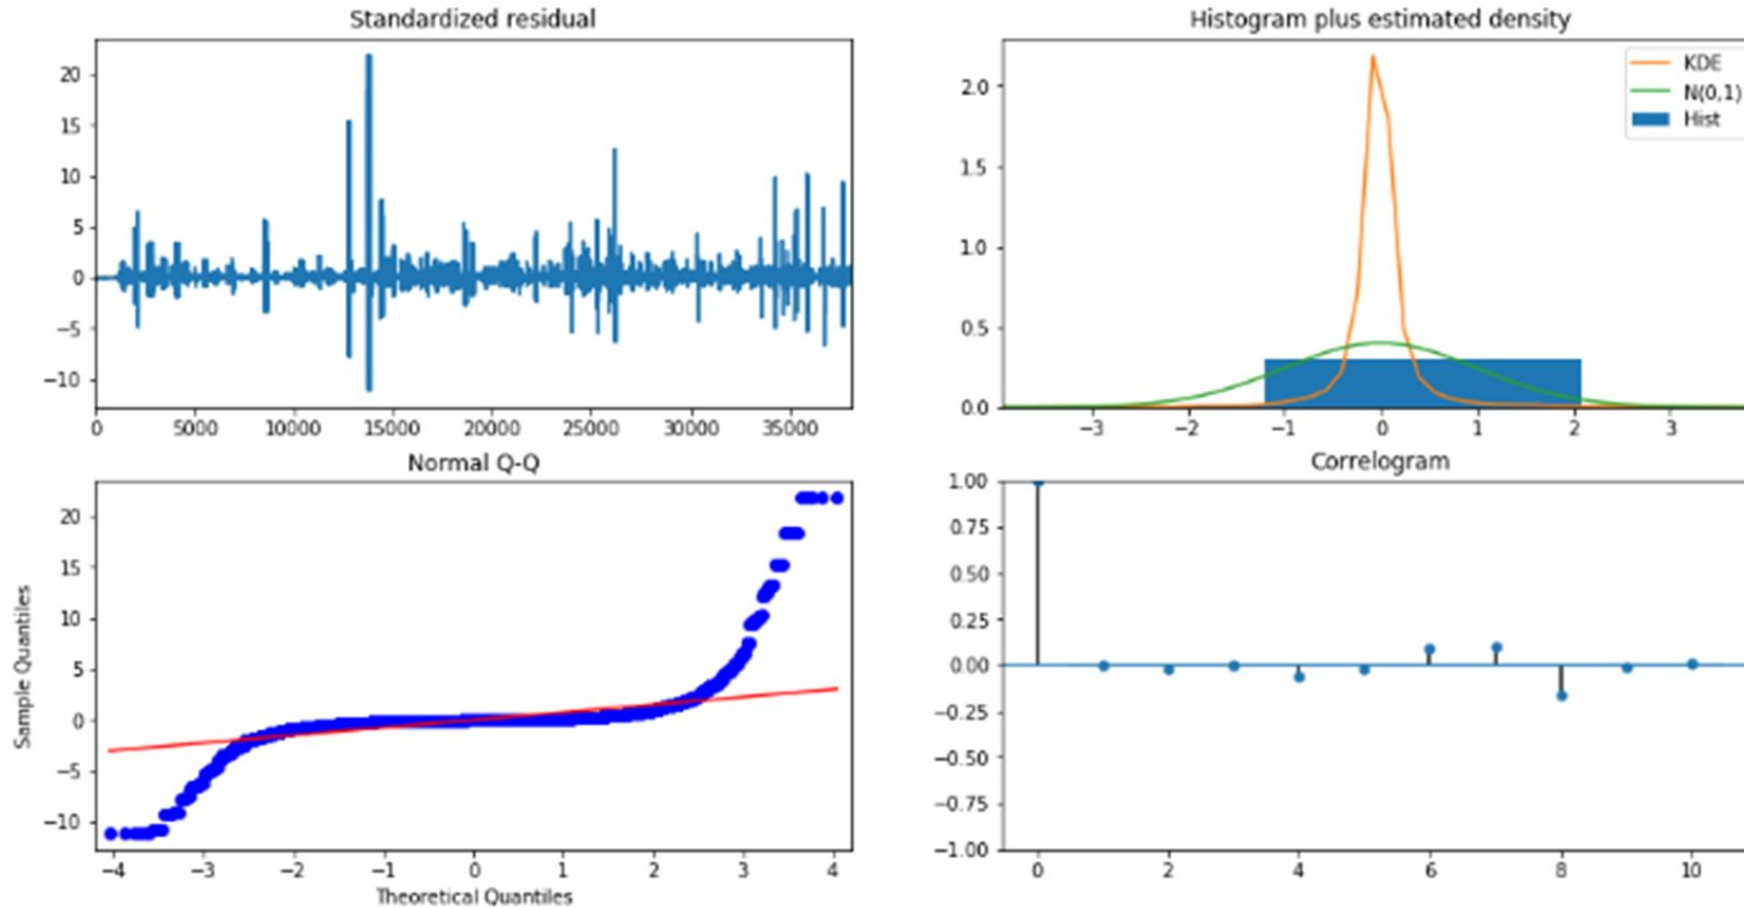 Standardized residual
20
15
10
5
0
−5
−10
0 5000 10000 15000 20000 25000 30000 35000
Histogram plus estimated density
KDE
N(0,1)
Hist
2.0
1.5
1.0
0.5
0.0
−3 −2 −1 0 1 2 3
Normal Q-Q
Sample Quantiles
20
15
10
5
0
−5
−10
−4 −3 −2 −1 0 1 2 3 4
Theoretical Quantiles
Correlogram
1.00
0.75
0.50
0.25
0.00
−0.25
−0.50
−0.75
−1.00
0 2 4 6 8 10